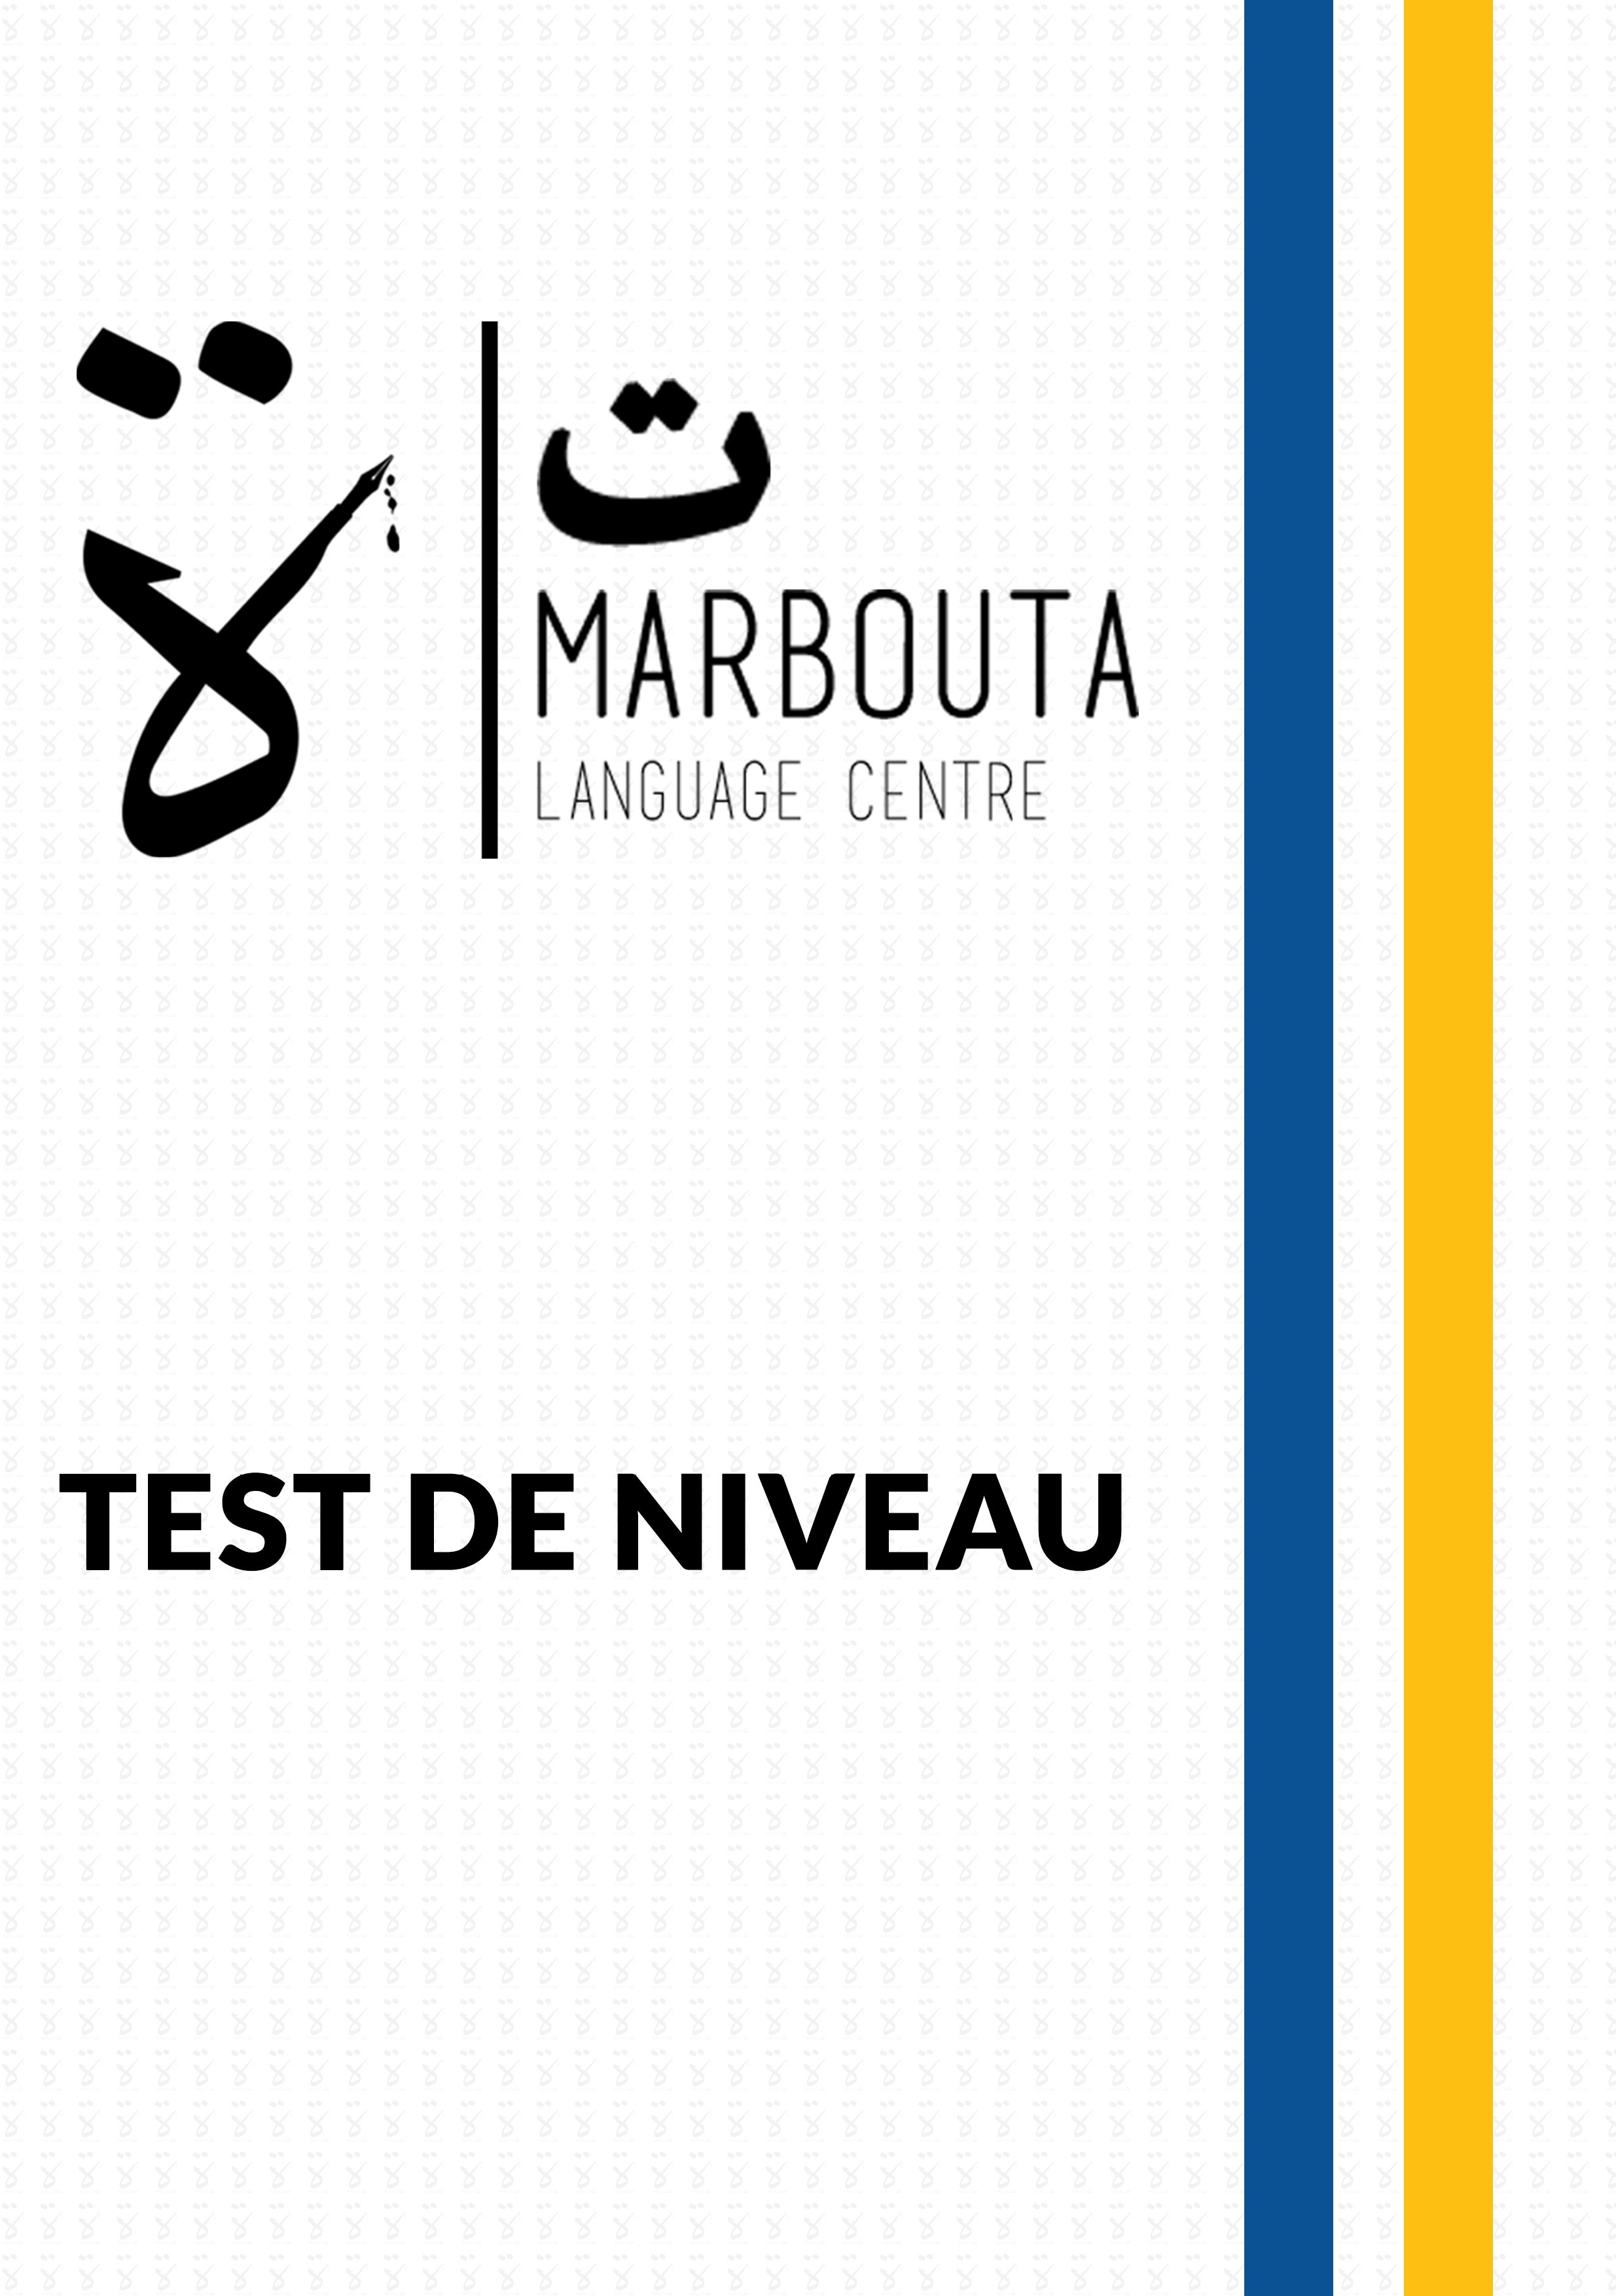 ة
ت
MARBOUTA
LANGUAGE CENTRE
TEST DE NIVEAU